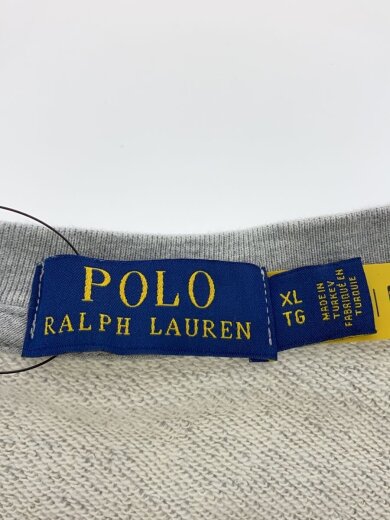 POLO
RALPH LAUREN
XL
TG
MADE IN
TURKEY
FABRIQUÉ EN
TURQUIE